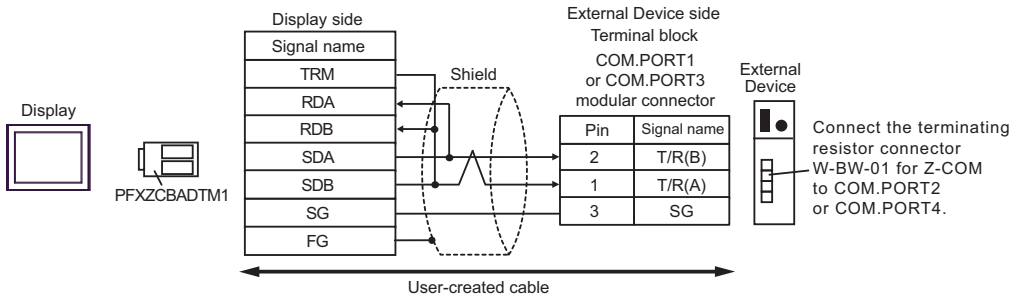 Display
PFXZCBADTM1
Display side
Signal name
TRM
RDA
RDB
SDA
SDB
SG
FG
Shield
User-created cable
External Device side
Terminal block
COM.PORT1
or COM.PORT3
modular connector
Pin Signal name
2 T/R(B)
1 T/R(A)
3 SG
External
Device
Connect the terminating
resistor connector
W-BW-01 for Z-COM
to COM.PORT2
or COM.PORT4.